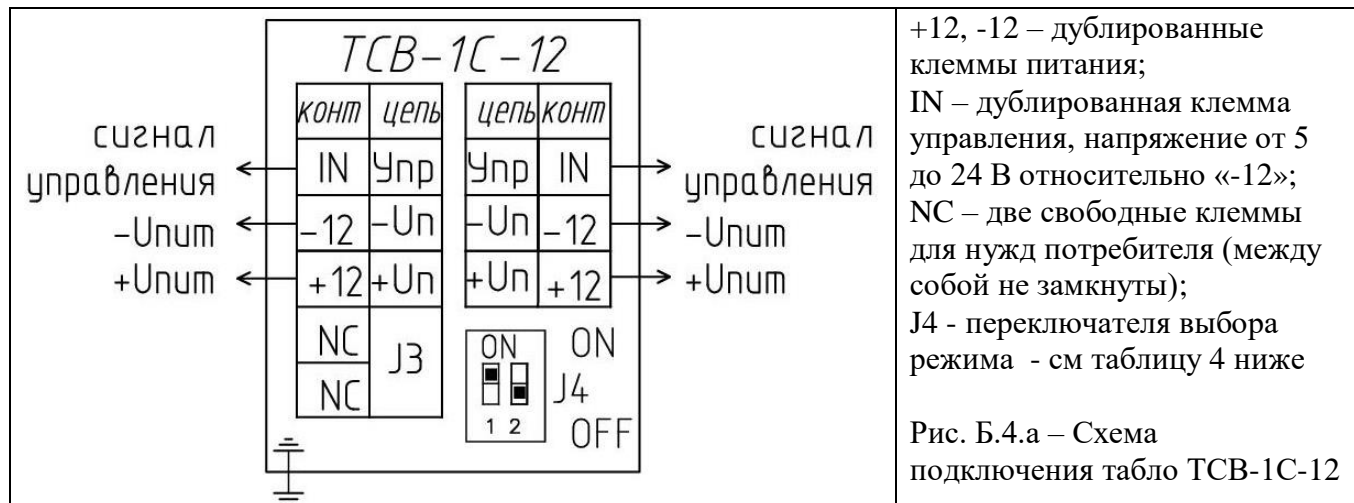 ТСВ-1С-12
конт цепь цепь конт
сигнал управления
IN Упр Упр IN
сигнал управления
-Uпит
-12 -Uп -Uп -12
-Uпит
+Uпит
+12 +Uп +Uп +12
+Uпит
NC
NC
J3
ON
1 2
ON
J4
OFF
+12, -12 – дублированные
клеммы питания;
IN – дублированная клемма
управления, напряжение от 5
до 24 В относительно «-12»;
NC – две свободные клеммы
для нужд потребителя (между
собой не замкнуты);
J4 - переключателя выбора
режима - см таблицу 4 ниже
Рис. Б.4.а – Схема
подключения табло ТСВ-1С-12